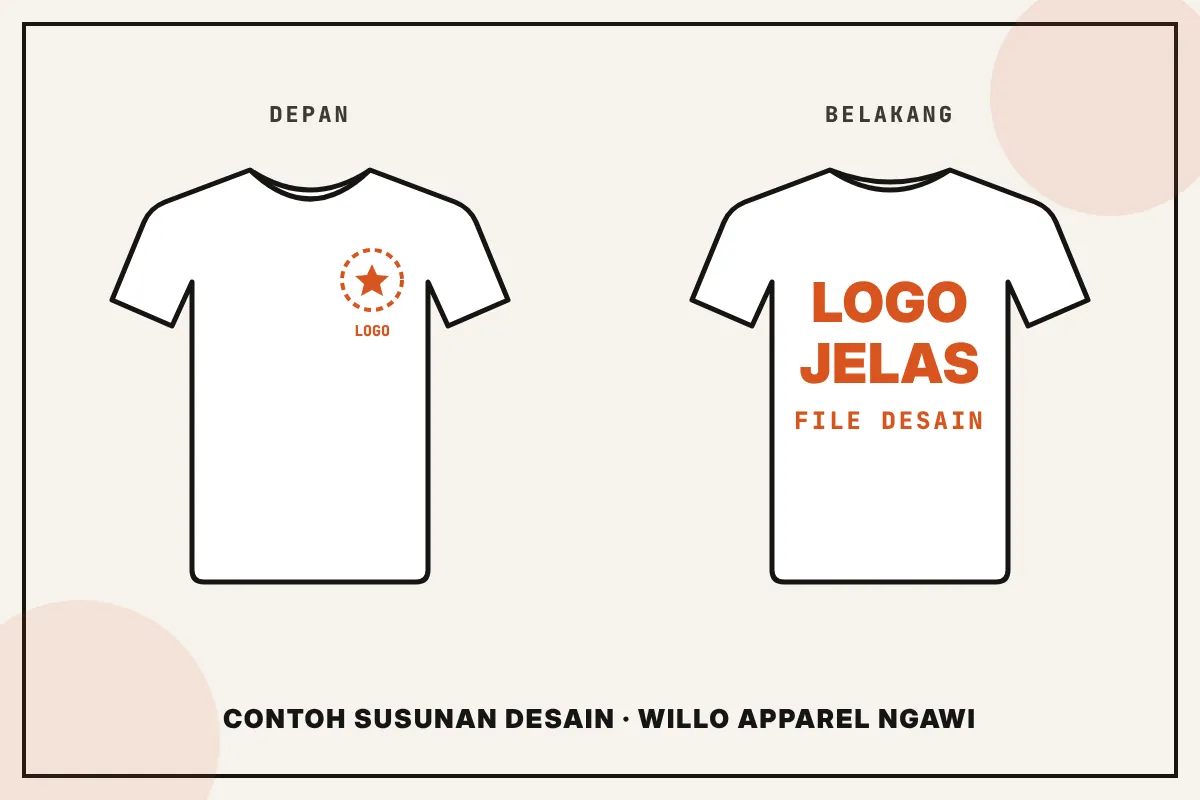 DEPAN
BELAKANG
LOGO
LOGO
JELAS
FILE DESAIN
CONTOH SUSUNAN DESAIN · WILLO APPAREL NGAWI